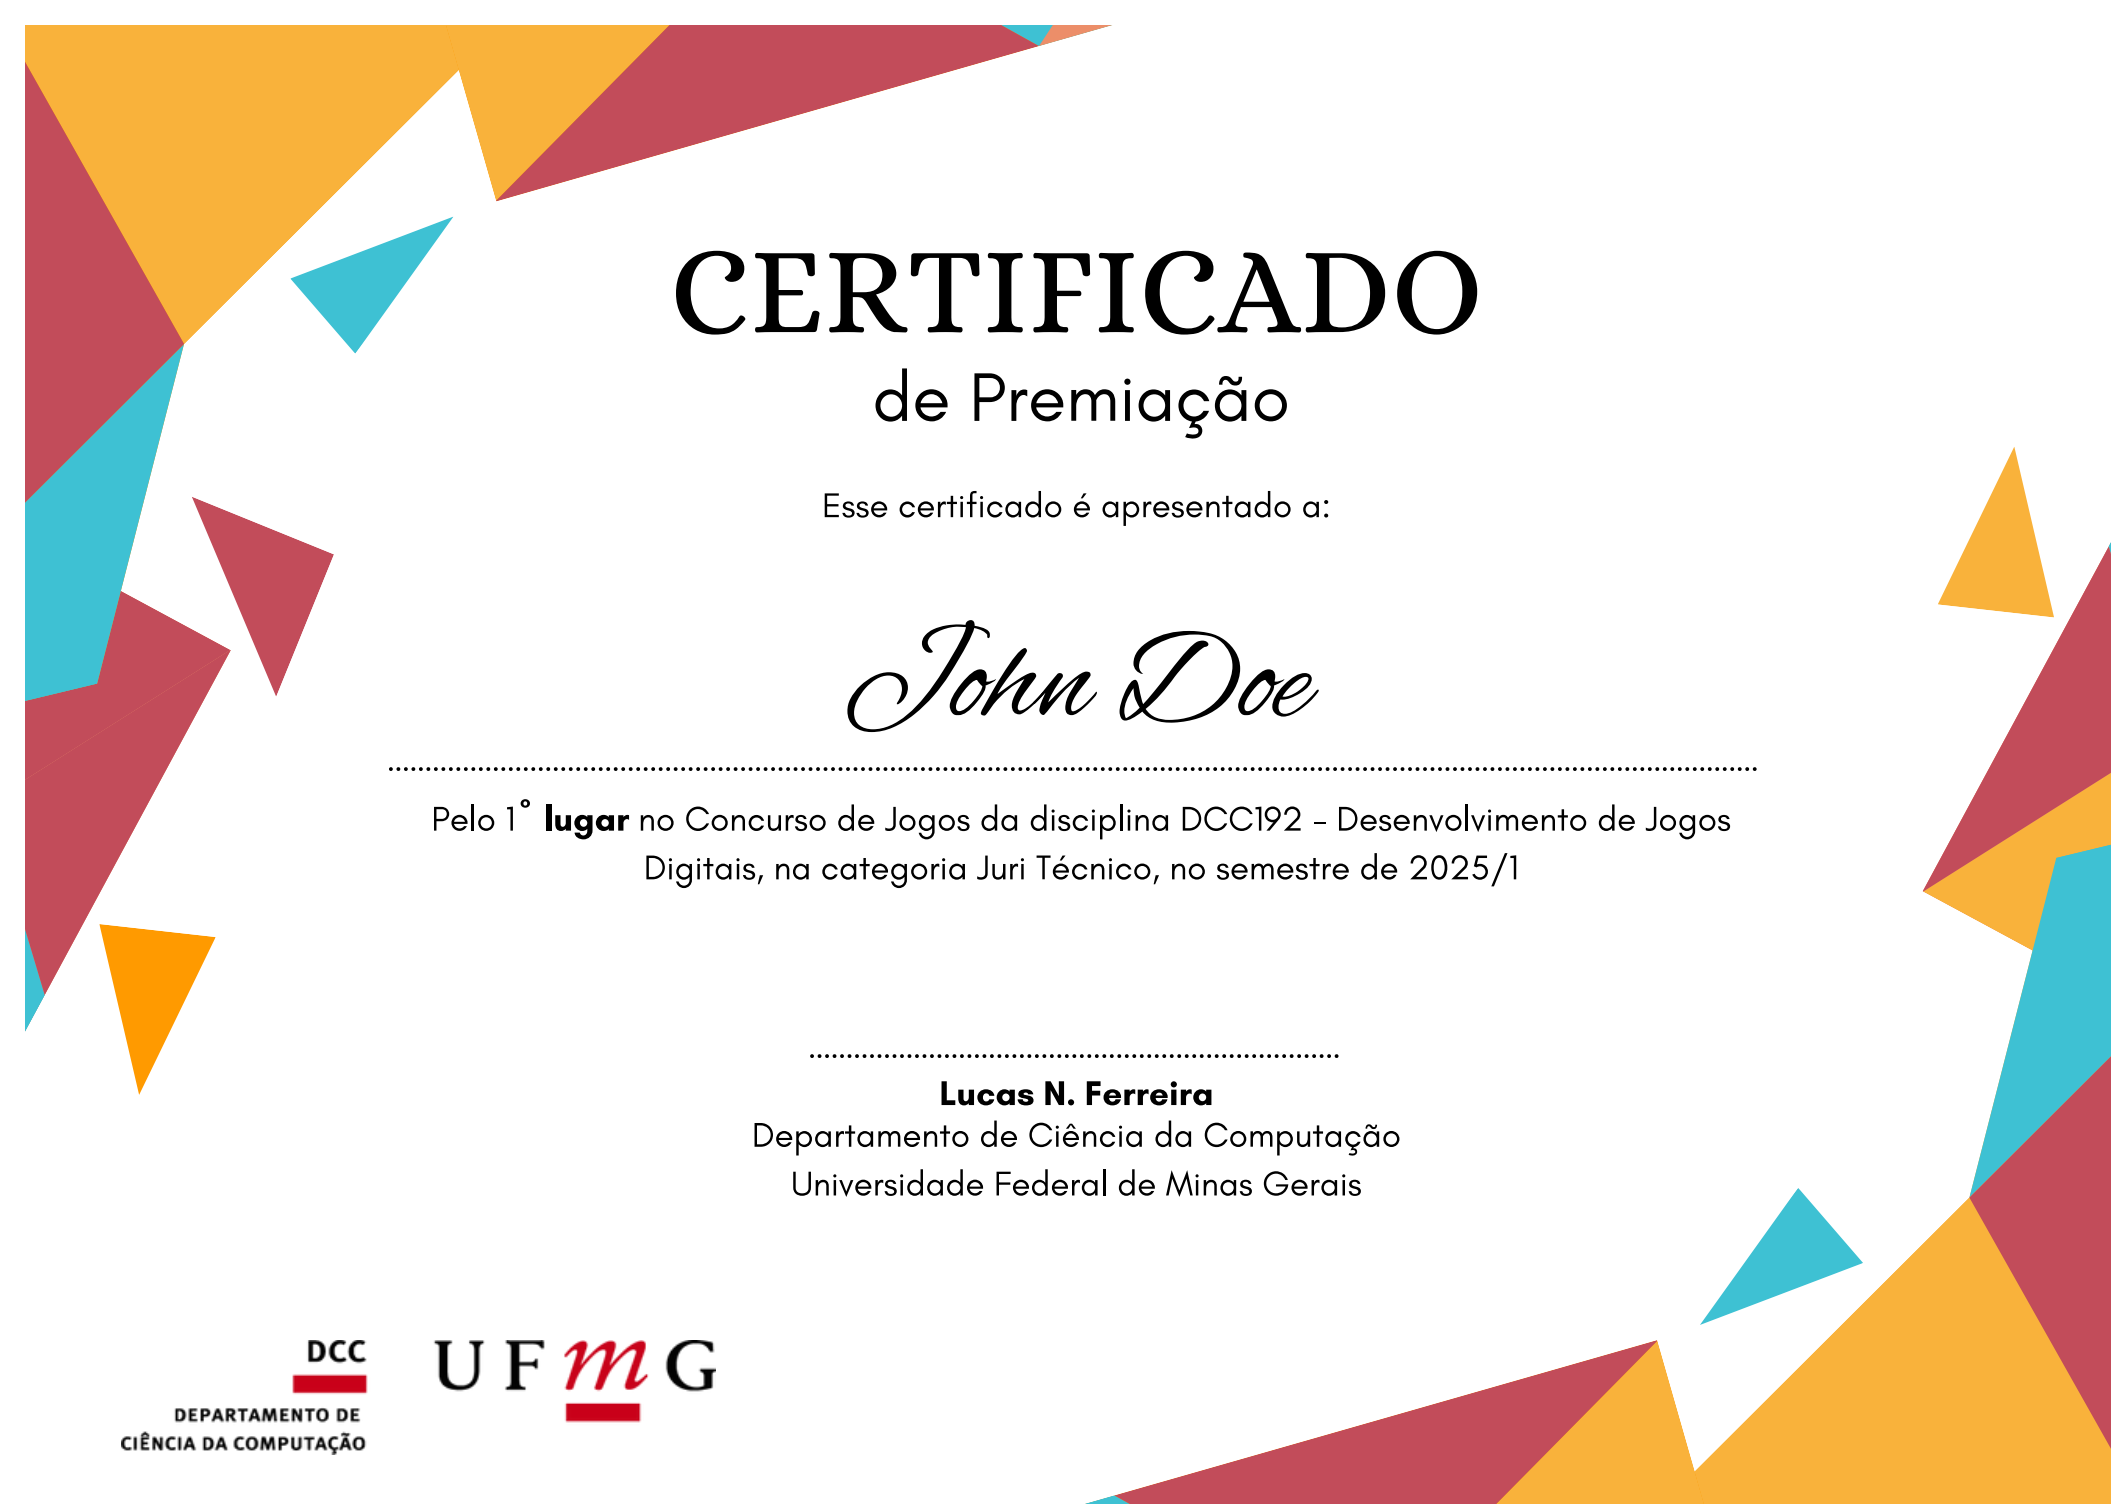 CERTIFICADO
de Premiação
Esse certificado é apresentado a:
John Doe
Pelo 1° lugar no Concurso de Jogos da disciplina DCC192 - Desenvolvimento de Jogos
Digitais, na categoria Juri Técnico, no semestre de 2025/1
Lucas N. Ferreira
Departamento de Ciência da Computação
Universidade Federal de Minas Gerais
DCC
DEPARTAMENTO DE
CIÊNCIA DA COMPUTAÇÃO
UFmG